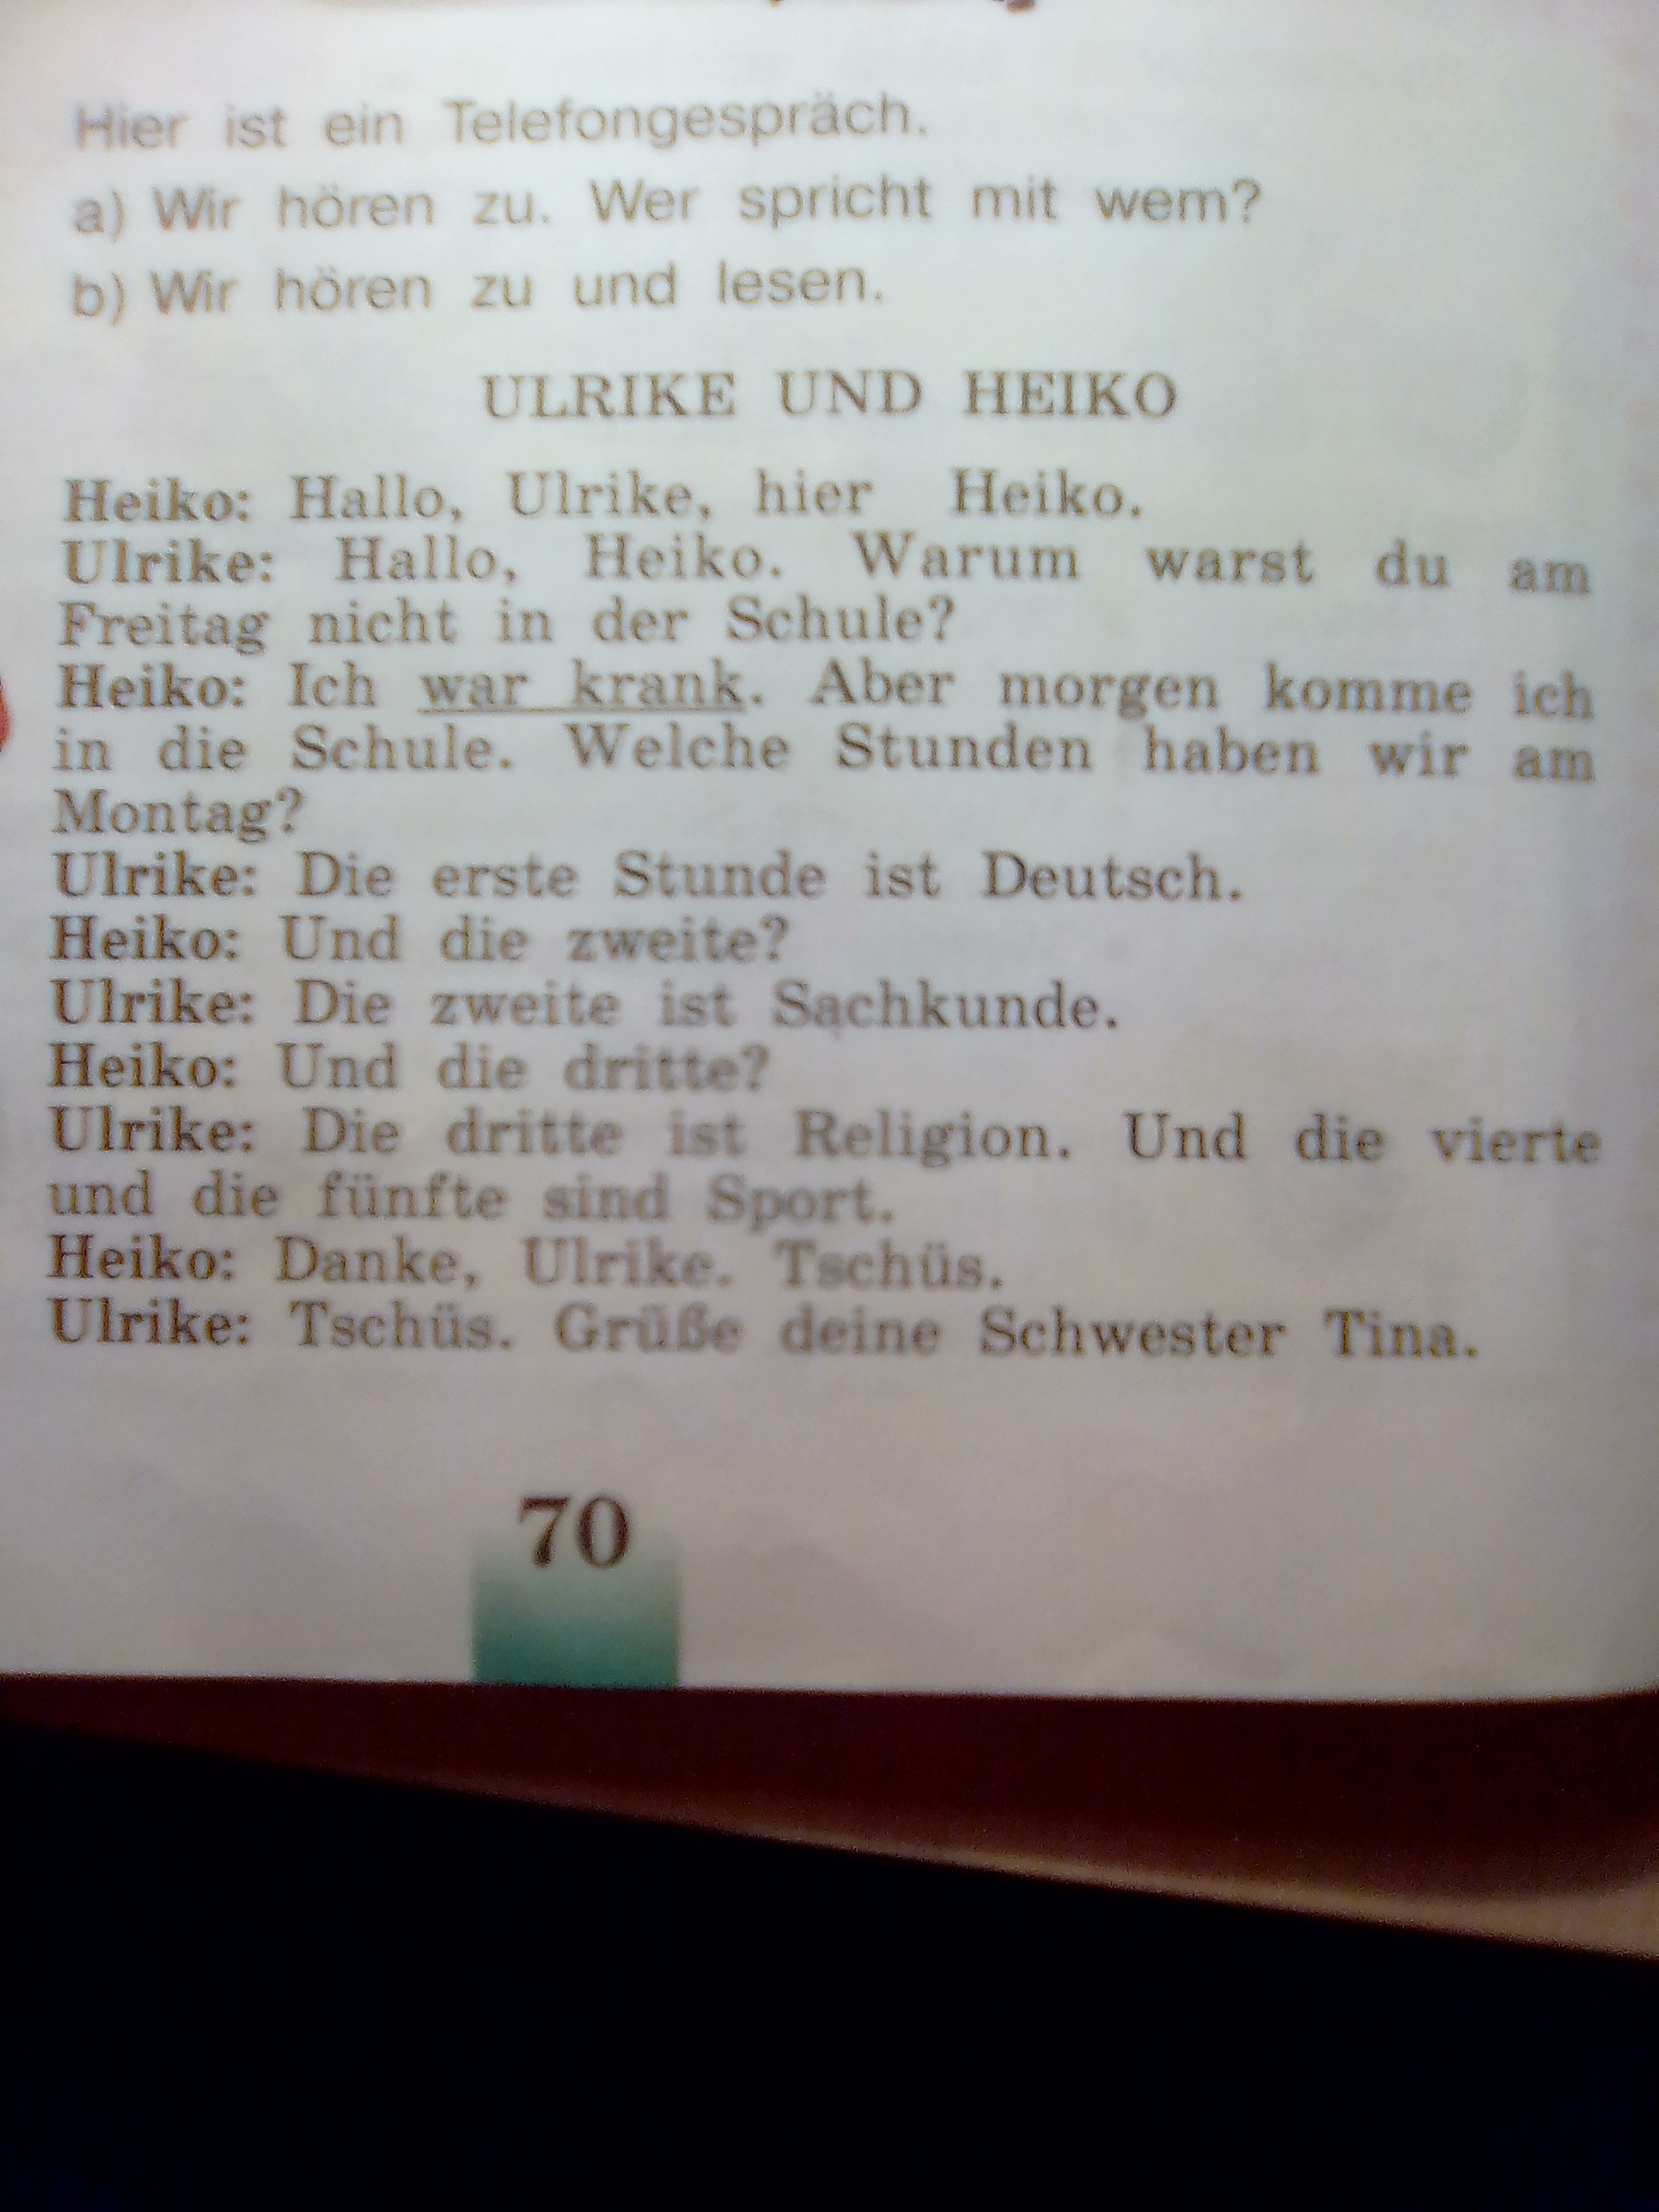 Hier ist ein Telefongespräch.
a) Wir hören zu. Wer spricht mit wem?
b) Wir hören zu und lesen.
ULRIKE UND HEIKO
Heiko: Hallo, Ulrike, hier Heiko.
Ulrike: Hallo, Heiko. Warum warst du am
Freitag nicht in der Schule?
Heiko: Ich war krank. Aber morgen komme ich
in die Schule. Welche Stunden haben wir am
Montag?
Ulrike: Die erste Stunde ist Deutsch.
Heiko: Und die zweite?
Ulrike: Die zweite ist Sachkunde.
Heiko: Und die dritte?
Ulrike: Die dritte ist Religion. Und die vierte
und die fünfte sind Sport.
Heiko: Danke, Ulrike. Tschüs.
Ulrike: Tschüs. Grüße deine Schwester Tina.
70